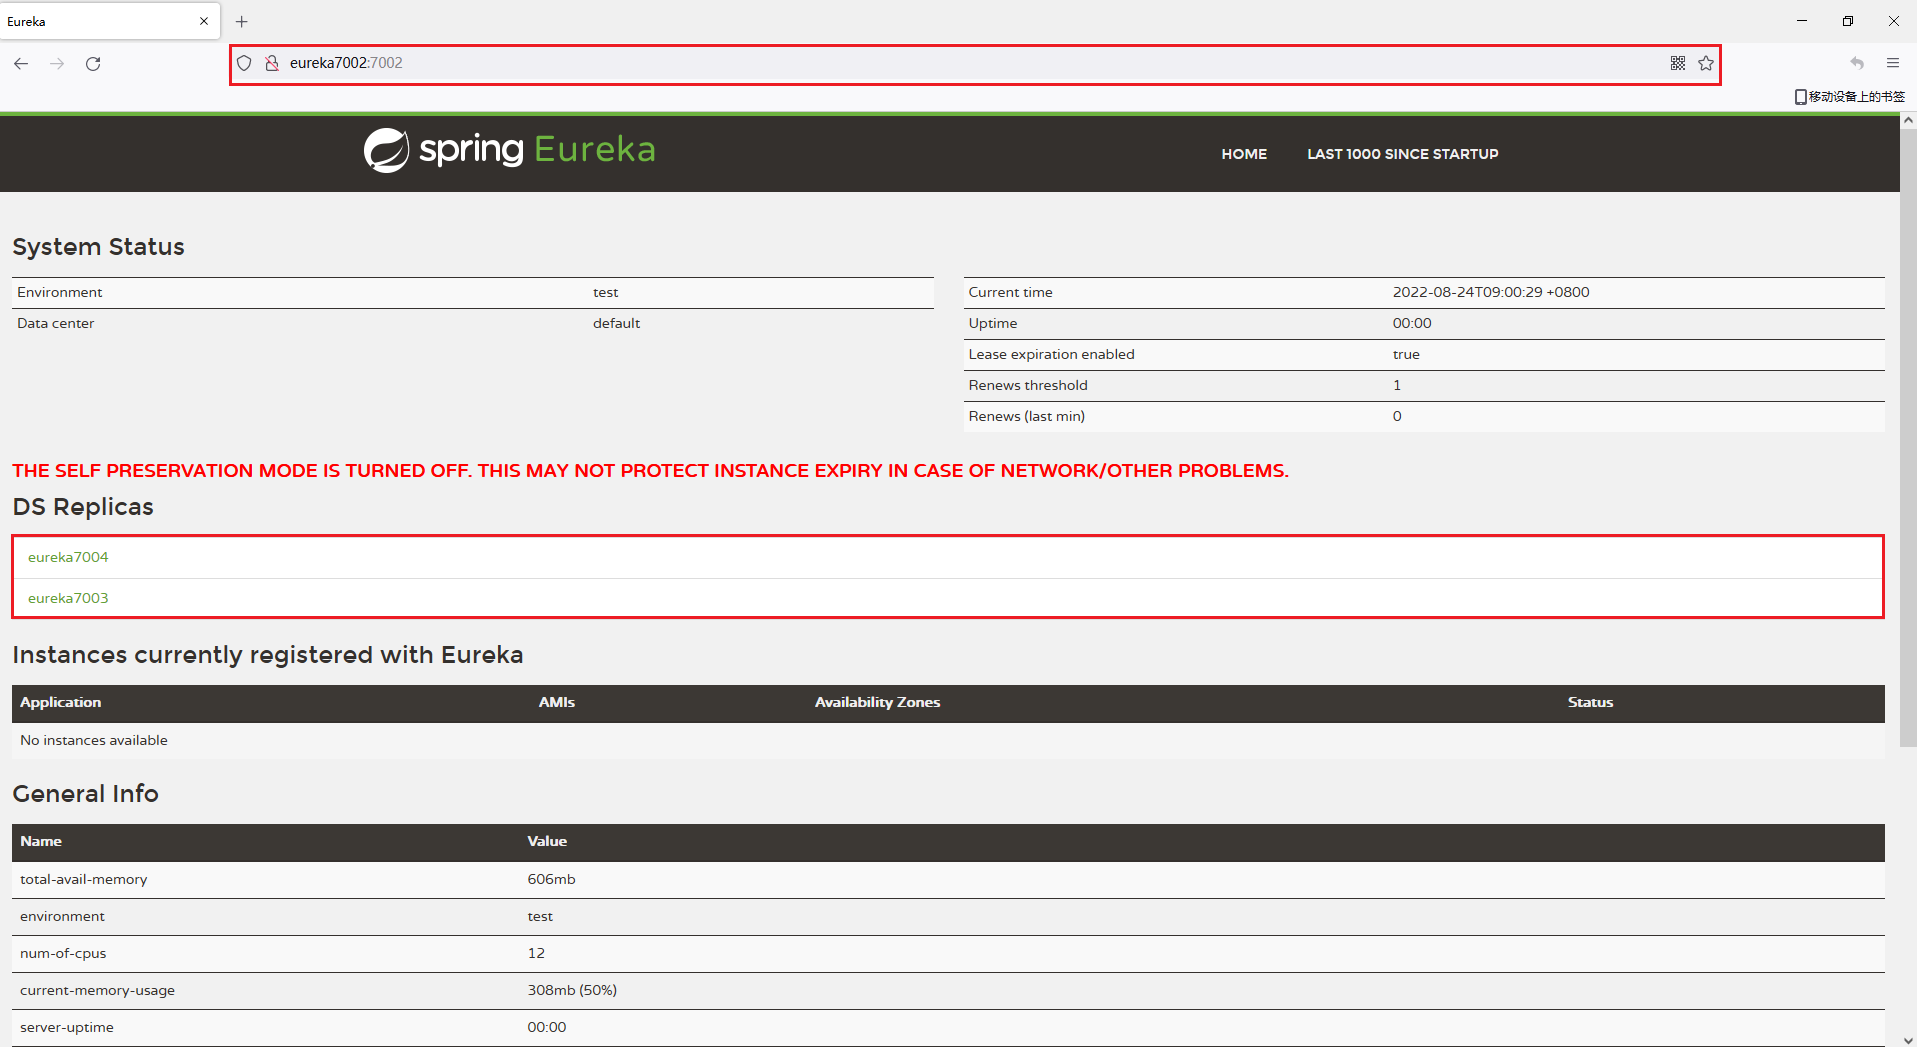 Eureka
eureka7002:7002
移动设备上的书签
spring Eureka
HOME LAST 1000 SINCE STARTUP
System Status
Environment test
Data center default
Current time 2022-08-24T09:00:29 +0800
Uptime 00:00
Lease expiration enabled true
Renews threshold 1
Renews (last min) 0
THE SELF PRESERVATION MODE IS TURNED OFF. THIS MAY NOT PROTECT INSTANCE EXPIRY IN CASE OF NETWORK/OTHER PROBLEMS.
DS Replicas
eureka7004
eureka7003
Instances currently registered with Eureka
Application AMIs Availability Zones Status
No instances available
General Info
Name Value
total-avail-memory 606mb
environment test
num-of-cpus 12
current-memory-usage 308mb (50%)
server-uptime 00:00